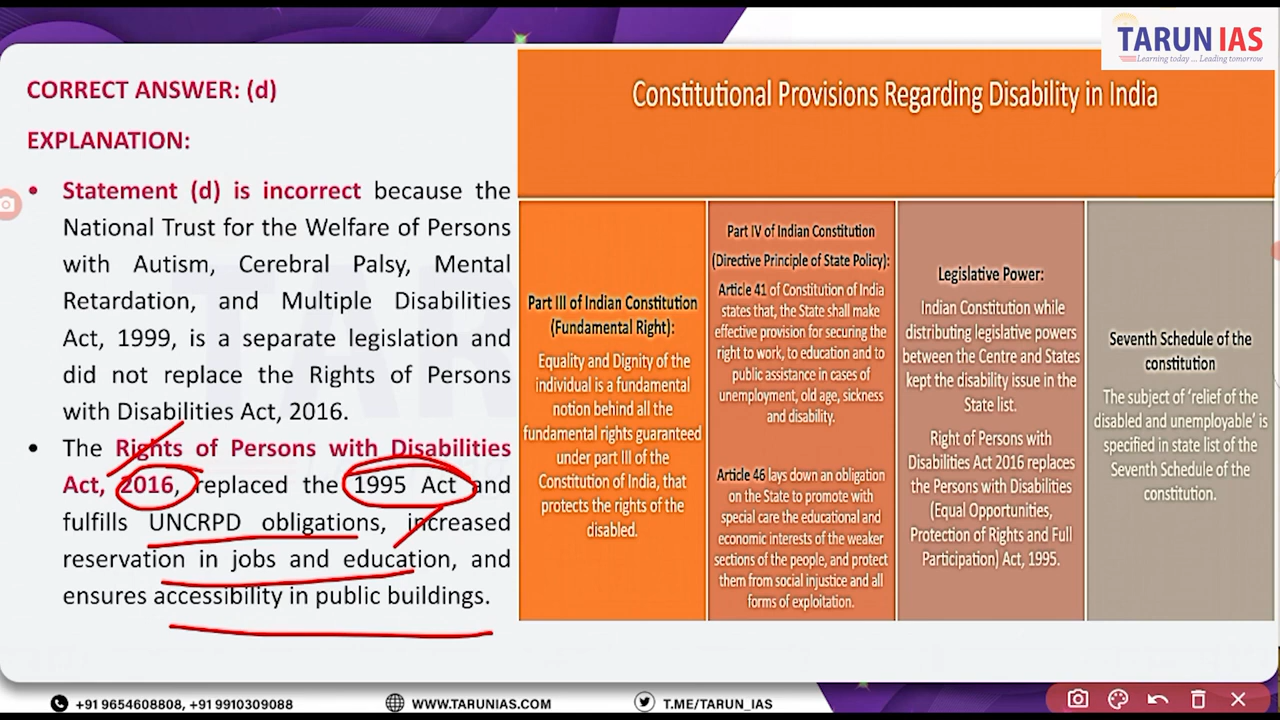 TARUN IAS
Learning today ... Leading tomorrow
CORRECT ANSWER: (d)
EXPLANATION:
• Statement (d) is incorrect because the
National Trust for the Welfare of Persons
with Autism, Cerebral Palsy, Mental
Retardation, and Multiple Disabilities
Act, 1999, is a separate legislation and
did not replace the Rights of Persons
with Disabilities Act, 2016.
• The Rights of Persons with Disabilities
Act, 2016, replaced the 1995 Act and
fulfills UNCRPD obligations, increased
reservation in jobs and education, and
ensures accessibility in public buildings.
Constitutional Provisions Regarding Disability in India
Part III of Indian Constitution
(Fundamental Right):
Equality and Dignity of the
individual is a fundamental
notion behind all the
fundamental rights guaranteed
under part III of the
Constitution of India, that
protects the rights of the
disabled.
Part IV of Indian Constitution
(Directive Principle of State Policy):
Article 41 of Constitution of India
states that, the State shall make
effective provision for securing the
right to work, to education and to
public assistance in cases of
unemployment, old age, sickness
and disability.
Article 46 lays down an obligation
on the State to promote with
special care the educational and
economic interests of the weaker
sections of the people, and protect
them from social injustice and all
forms of exploitation.
Legislative Power:
Indian Constitution while
distributing legislative powers
between the Centre and States
kept the disability issue in the
State list.
Right of Persons with
Disabilities Act 2016 replaces
the Persons with Disabilities
(Equal Opportunities,
Protection of Rights and Full
Participation) Act, 1995.
Seventh Schedule of the
constitution
The subject of 'relief of the
disabled and unemployable' is
specified in state list of the
Seventh Schedule of the
constitution.
+91 9654608808, +91 9910309088
WWW.TARUNIAS.COM
T.ME/TARUN_IAS